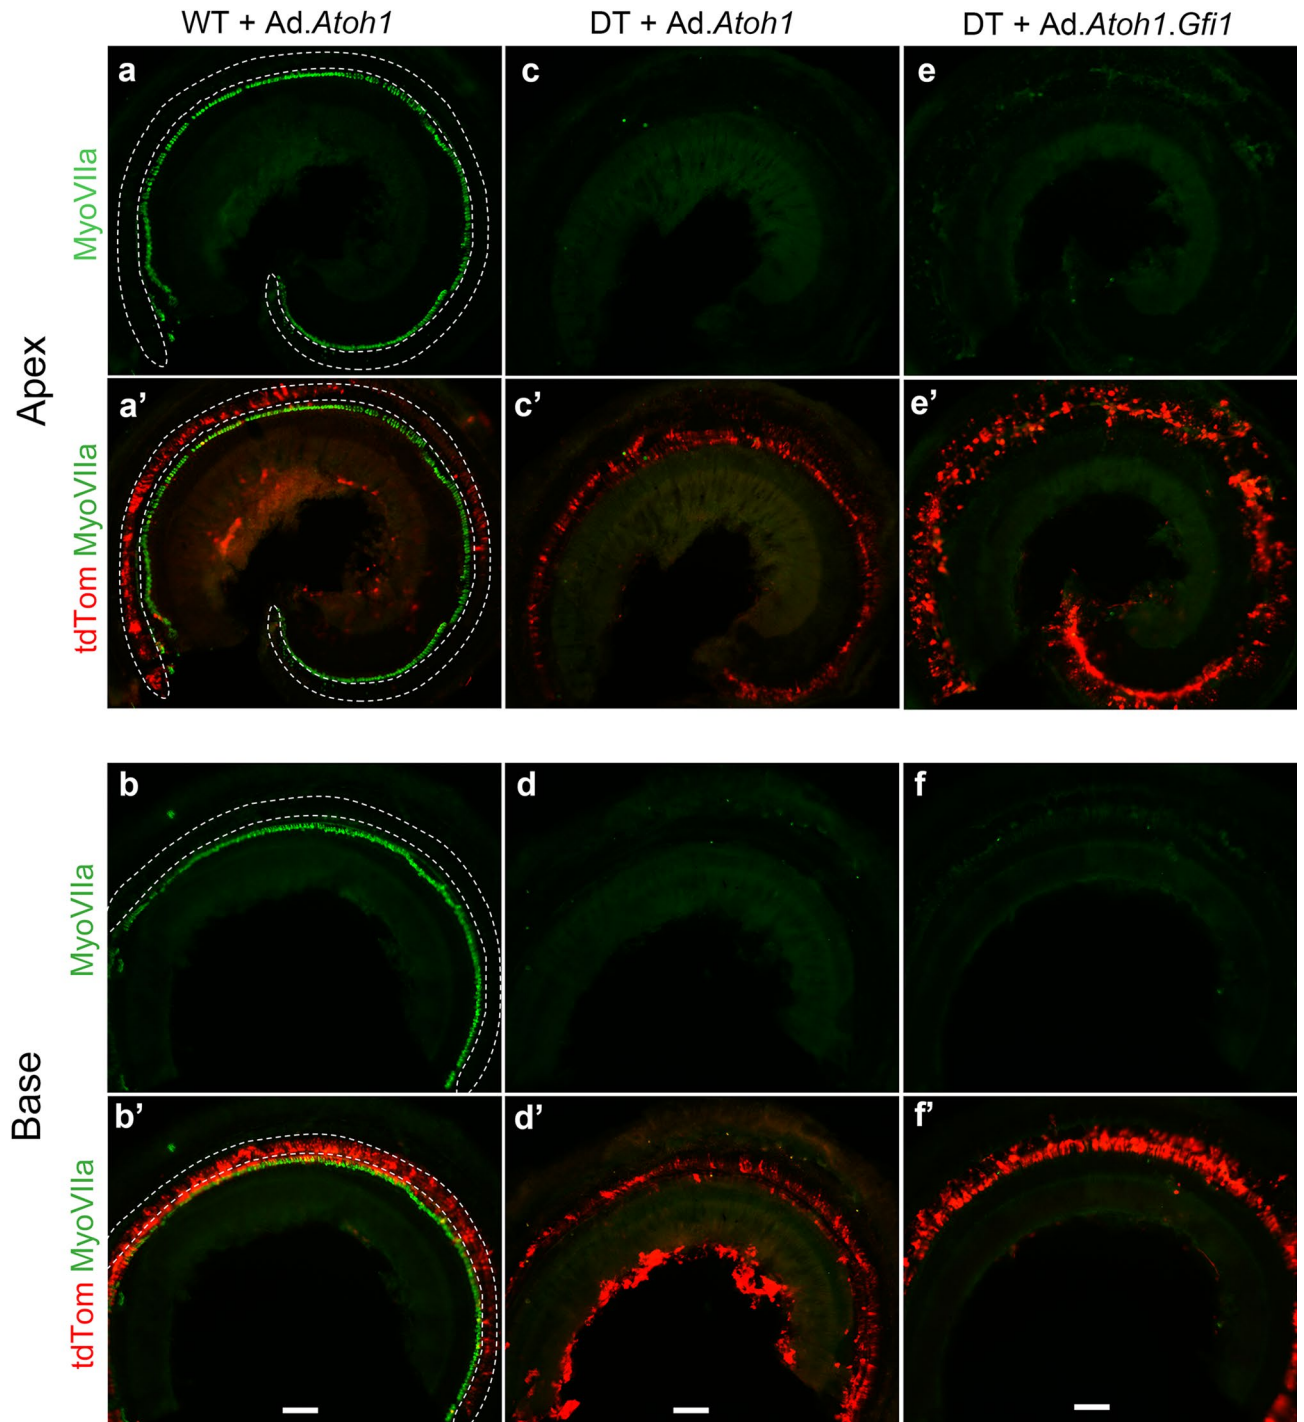 WT + Ad.Atoh1
DT + Ad.Atoh1
DT + Ad.Atoh1.Gfi1
Apex
MyoVIIa
a
c
e
tdTom MyoVIIa
a’
c’
e’
Base
MyoVIIa
b
d
f
tdTom MyoVIIa
b’
d’
f’